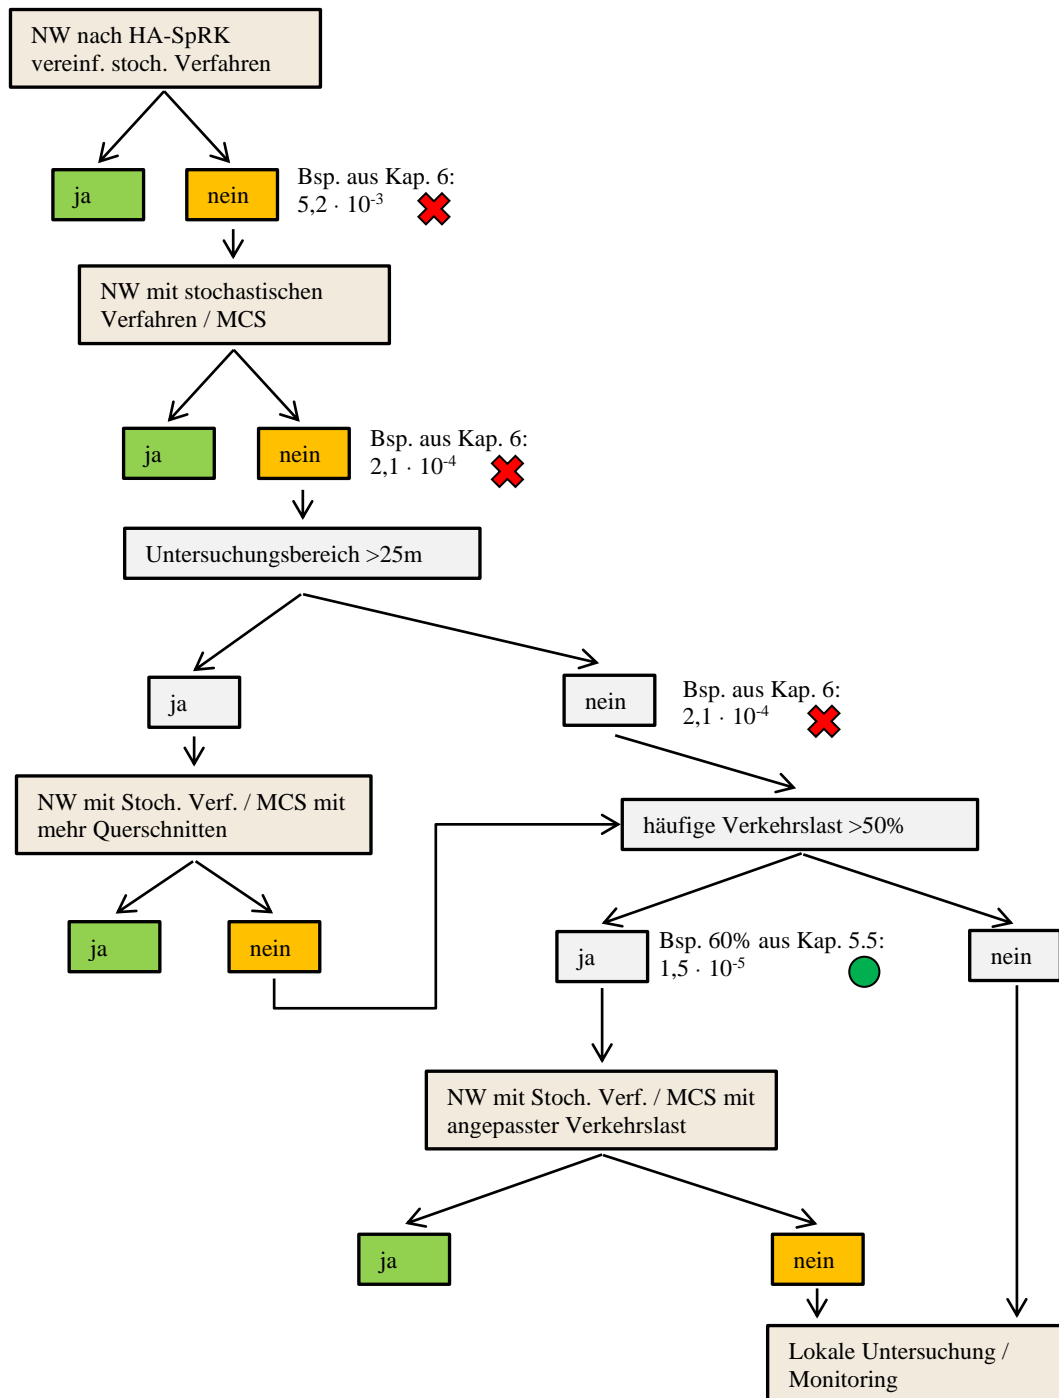 NW nach HA-SpRK
vereinf. stoch. Verfahren
ja
nein
Bsp. aus Kap. 6:
5,2 · 10⁻³
NW mit stochastischen
Verfahren / MCS
ja
nein
Bsp. aus Kap. 6:
2,1 · 10⁻⁴
Untersuchungsbereich >25m
ja
nein
Bsp. aus Kap. 6:
2,1 · 10⁻⁴
NW mit Stoch. Verf. / MCS mit
mehr Querschnitten
häufige Verkehrslast >50%
ja
nein
ja
Bsp. 60% aus Kap. 5.5:
1,5 · 10⁻⁵
nein
NW mit Stoch. Verf. / MCS mit
angepasster Verkehrslast
ja
nein
Lokale Untersuchung /
Monitoring